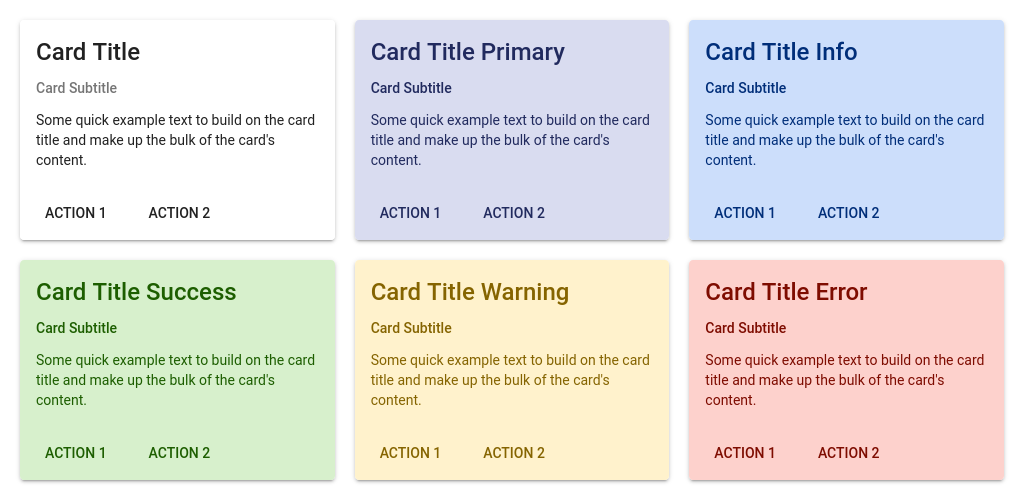 Card Title
Card Subtitle
Some quick example text to build on the card
title and make up the bulk of the card's
content.
ACTION 1 ACTION 2
Card Title Primary
Card Subtitle
Some quick example text to build on the card
title and make up the bulk of the card's
content.
ACTION 1 ACTION 2
Card Title Info
Card Subtitle
Some quick example text to build on the card
title and make up the bulk of the card's
content.
ACTION 1 ACTION 2
Card Title Success
Card Subtitle
Some quick example text to build on the card
title and make up the bulk of the card's
content.
ACTION 1 ACTION 2
Card Title Warning
Card Subtitle
Some quick example text to build on the card
title and make up the bulk of the card's
content.
ACTION 1 ACTION 2
Card Title Error
Card Subtitle
Some quick example text to build on the card
title and make up the bulk of the card's
content.
ACTION 1 ACTION 2